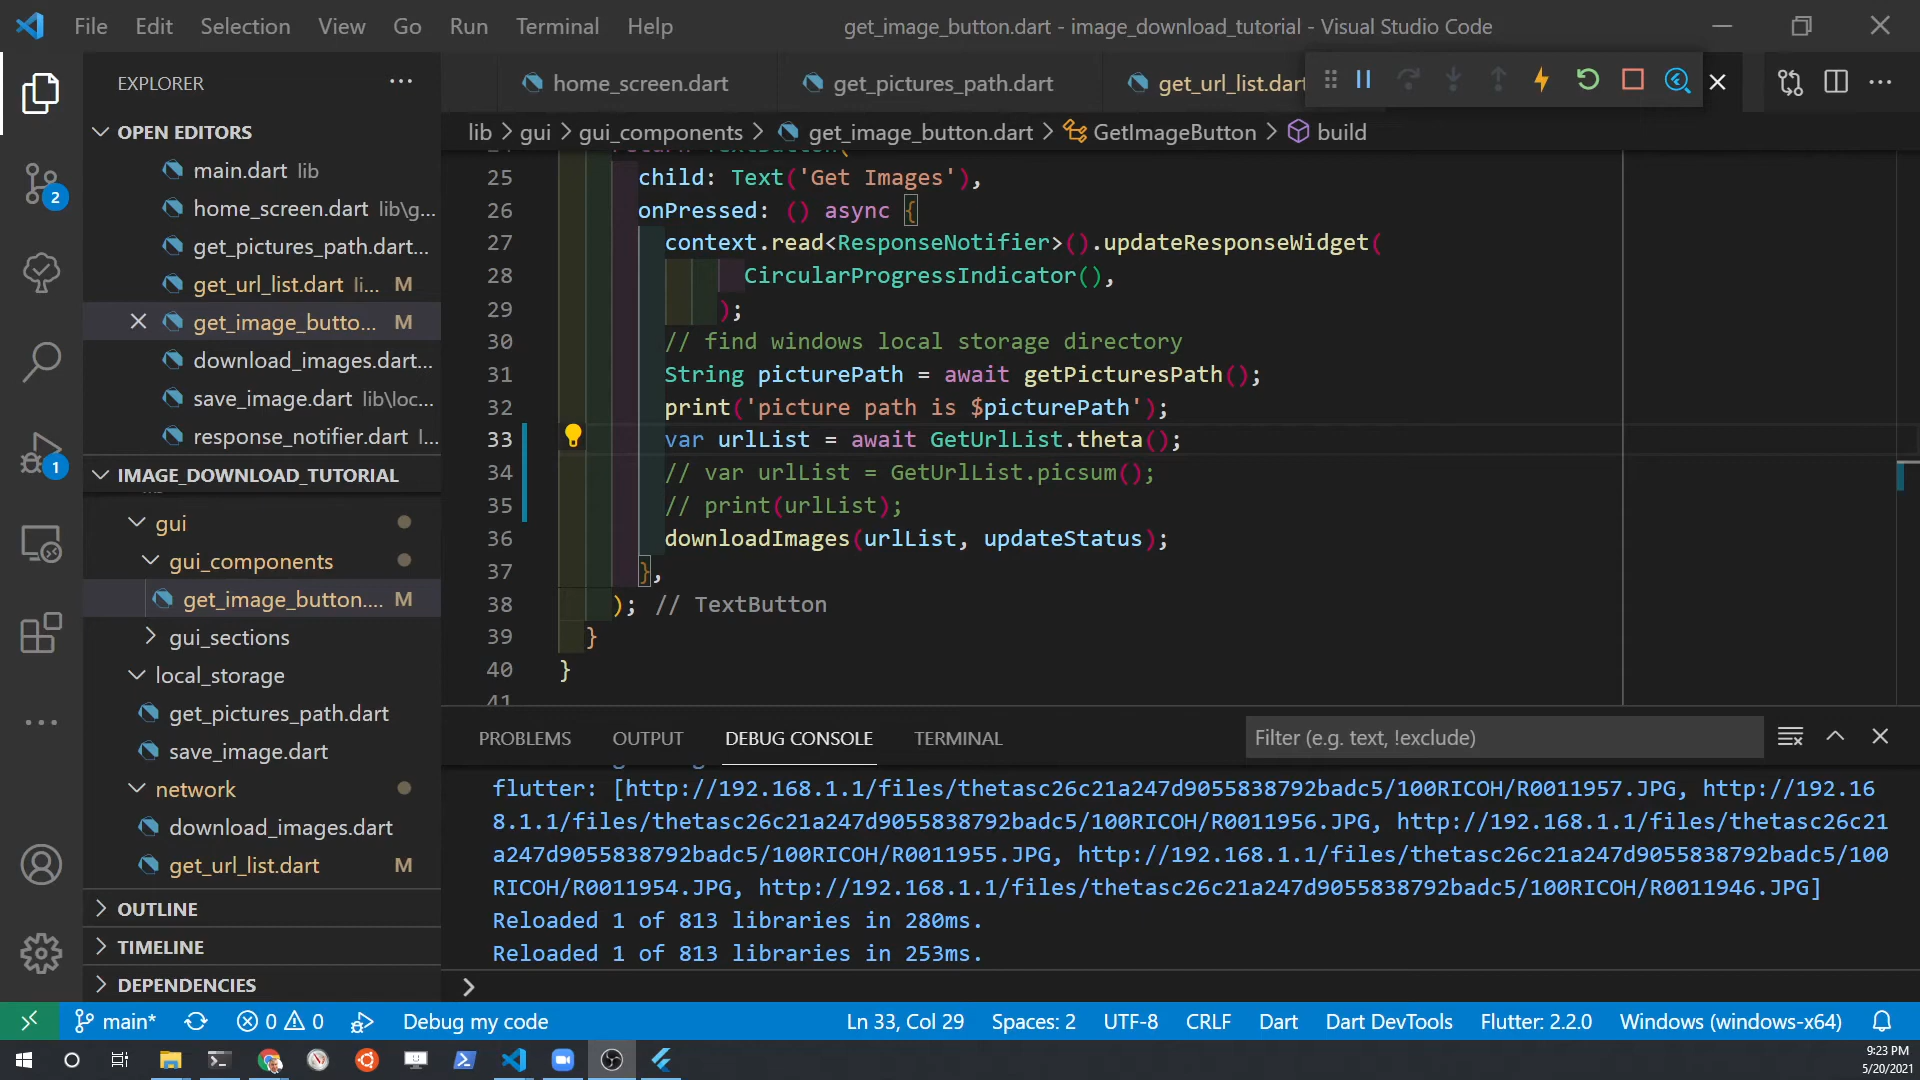 File Edit Selection View Go Run Terminal Help
get_image_button.dart - image_download_tutorial - Visual Studio Code
EXPLORER
home_screen.dart
get_pictures_path.dart
get_url_list.dart
OPEN EDITORS
lib > gui > gui_components > get_image_button.dart > GetImageButton > build
main.dart lib
home_screen.dart lib\g...
get_pictures_path.dart...
get_url_list.dart li... M
get_image_butto... M
download_images.dart...
save_image.dart lib\loc...
response_notifier.dart l...
IMAGE_DOWNLOAD_TUTORIAL
gui
gui_components
get_image_button.... M
gui_sections
local_storage
get_pictures_path.dart
save_image.dart
network
download_images.dart
get_url_list.dart M
OUTLINE
TIMELINE
DEPENDENCIES
2
1
25 child: Text('Get Images'),
26 onPressed: () async {
27 context.read<ResponseNotifier>().updateResponseWidget(
28 CircularProgressIndicator(),
29 );
30 // find windows local storage directory
31 String picturePath = await getPicturesPath();
32 print('picture path is $picturePath');
33 var urlList = await GetUrlList.theta();
34 // var urlList = GetUrlList.picsum();
35 // print(urlList);
36 downloadImages(urlList, updateStatus);
37 },
38 ); // TextButton
39 }
40 }
41
PROBLEMS OUTPUT DEBUG CONSOLE TERMINAL
Filter (e.g. text, !exclude)
flutter: [http://192.168.1.1/files/thetasc26c21a247d9055838792badc5/100RICOH/R0011957.JPG, http://192.16
8.1.1/files/thetasc26c21a247d9055838792badc5/100RICOH/R0011956.JPG, http://192.168.1.1/files/thetasc26c21
a247d9055838792badc5/100RICOH/R0011955.JPG, http://192.168.1.1/files/thetasc26c21a247d9055838792badc5/100
RICOH/R0011954.JPG, http://192.168.1.1/files/thetasc26c21a247d9055838792badc5/100RICOH/R0011946.JPG]
Reloaded 1 of 813 libraries in 280ms.
Reloaded 1 of 813 libraries in 253ms.
main* 0 0 Debug my code Ln 33, Col 29 Spaces: 2 UTF-8 CRLF Dart Dart DevTools Flutter: 2.2.0 Windows (windows-x64)
9:23 PM
5/20/2021